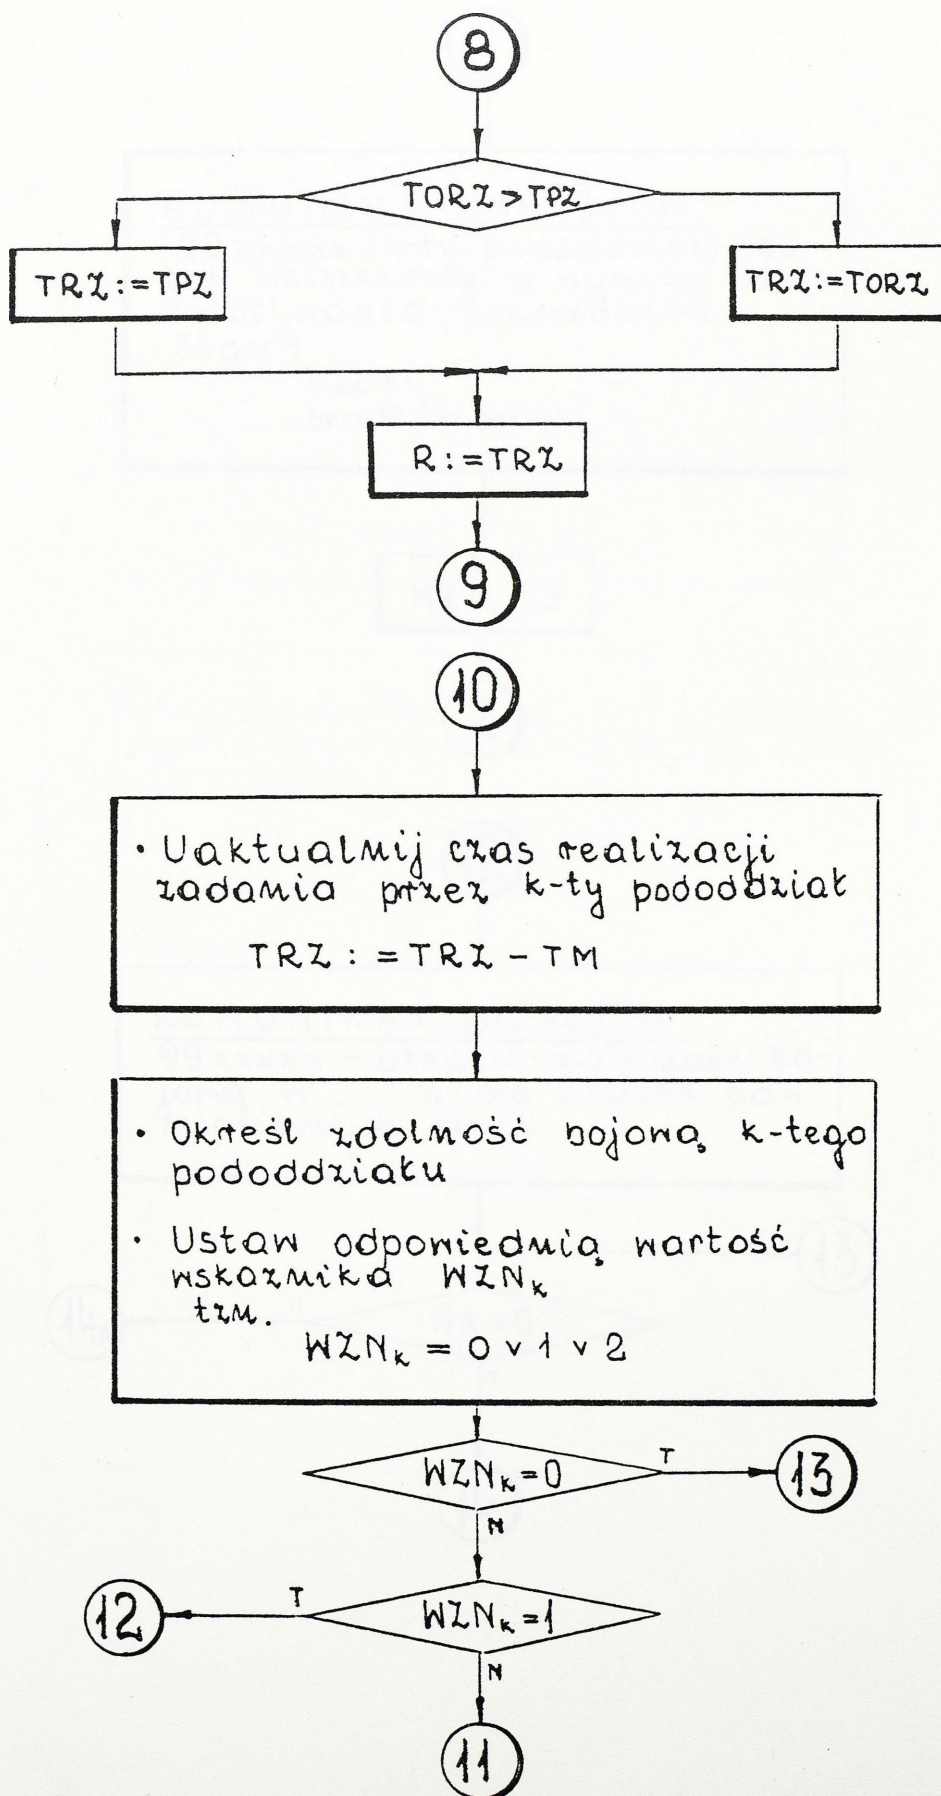 8
TORZ > TPZ
TRZ := TPZ
TRZ := TORZ
R := TRZ
9
10
• Uaktualnij czas realizacji
zadania przez k-ty pododdział
TRZ := TRZ - TM
• Określ zdolność bojową k-tego
pododdziału
• Ustaw odpowiednią wartość
wskaznika WZNk
tzn.
WZNk = 0 v 1 v 2
WZNk = 0
T
13
N
T
WZNk = 1
12
N
11